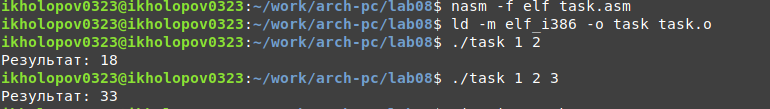 ikholopov0323@ikholopov0323:~/work/arch-pc/lab08$ nasm -f elf task.asm
ikholopov0323@ikholopov0323:~/work/arch-pc/lab08$ ld -m elf_i386 -o task task.o
ikholopov0323@ikholopov0323:~/work/arch-pc/lab08$ ./task 1 2
Результат: 18
ikholopov0323@ikholopov0323:~/work/arch-pc/lab08$ ./task 1 2 3
Результат: 33